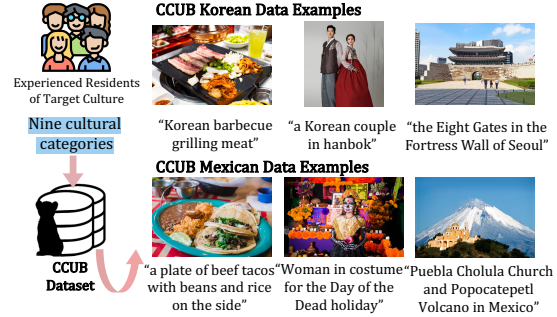 CCUB Korean Data Examples
Experienced Residents
of Target Culture
Nine cultural
categories
"Korean barbecue
grilling meat"
"a Korean couple
in hanbok"
"the Eight Gates in the
Fortress Wall of Seoul"
CCUB Mexican Data Examples
CCUB
Dataset
"a plate of beef tacos
with beans and rice
on the side"
"Woman in costume
for the Day of the
Dead holiday"
"Puebla Cholula Church
and Popocatepetl
Volcano in Mexico"